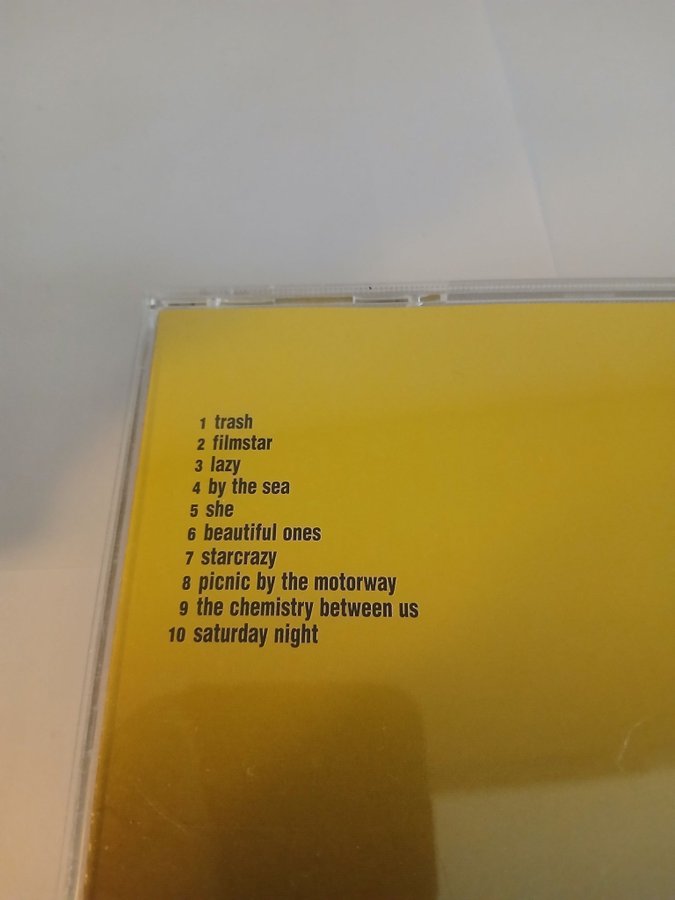 1 trash
2 filmstar
3 lazy
4 by the sea
5 she
6 beautiful ones
7 starcrazy
8 picnic by the motorway
9 the chemistry between us
10 saturday night